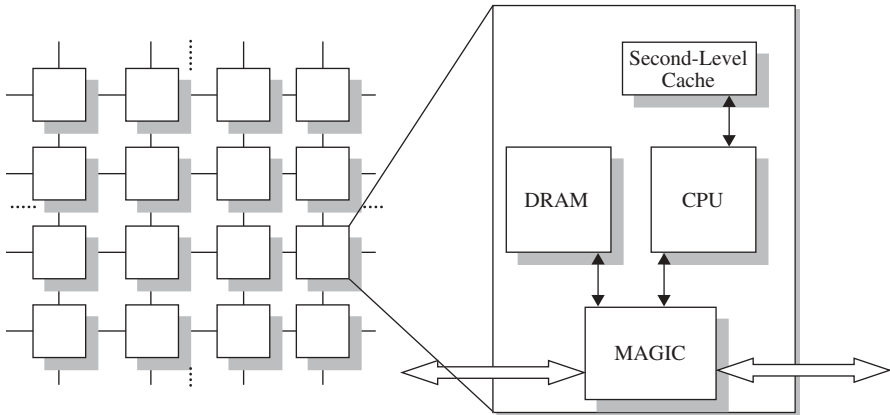 Second-Level
Cache
DRAM
CPU
MAGIC